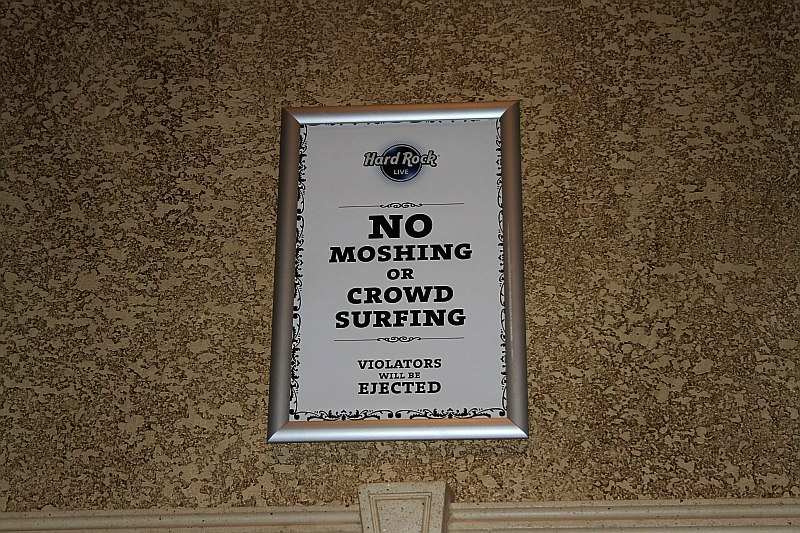 Hard Rock
LIVE
NO
MOSHING
OR
CROWD
SURFING
VIOLATORS
WILL BE
EJECTED